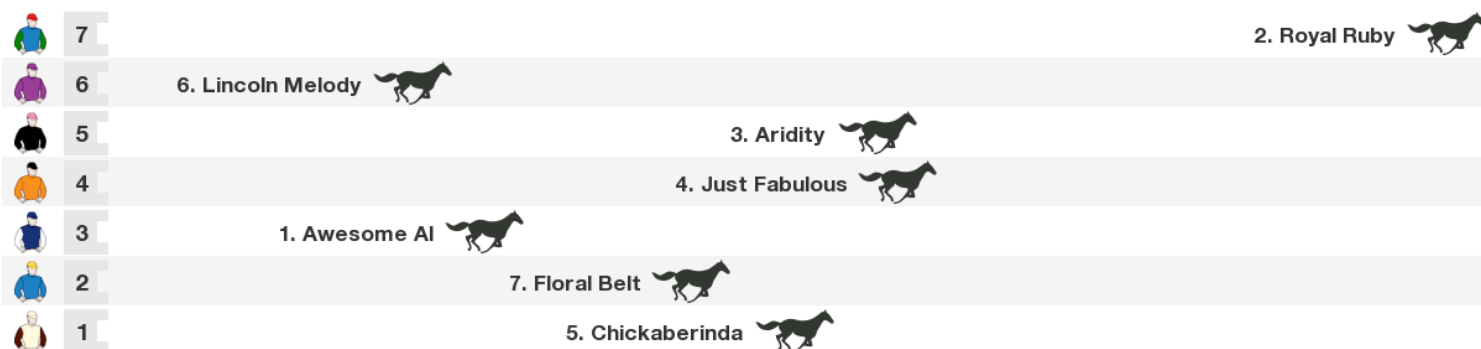 7 2. Royal Ruby
6 6. Lincoln Melody
5 3. Aridity
4 4. Just Fabulous
3 1. Awesome Al
2 7. Floral Belt
1 5. Chickaberinda